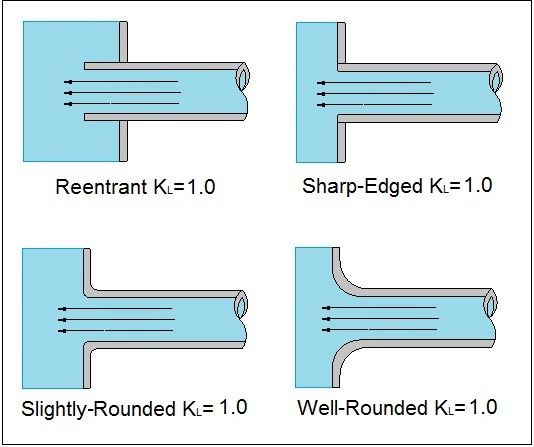 Reentrant KL=1.0
Sharp-Edged KL=1.0
Slightly-Rounded KL= 1.0
Well-Rounded KL=1.0